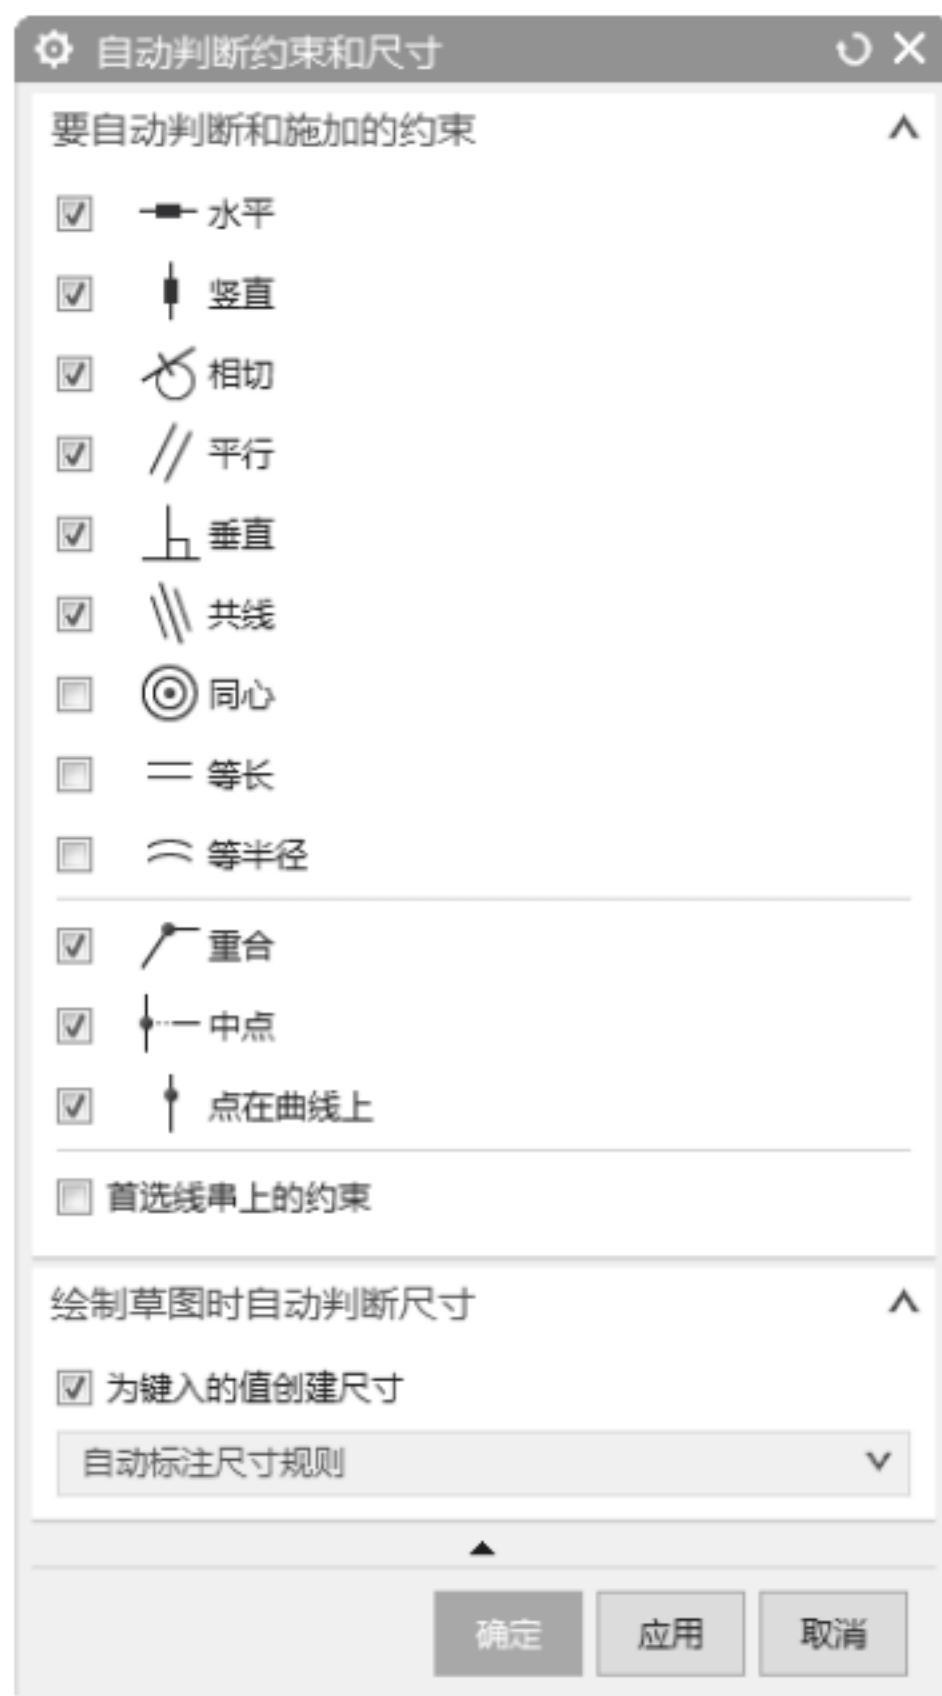 自动判断约束和尺寸
要自动判断和施加的约束
水平
竖直
相切
平行
垂直
共线
同心
等长
等半径
重合
中点
点在曲线上
首选线串上的约束
绘制草图时自动判断尺寸
为键入的值创建尺寸
自动标注尺寸规则
确定 应用 取消